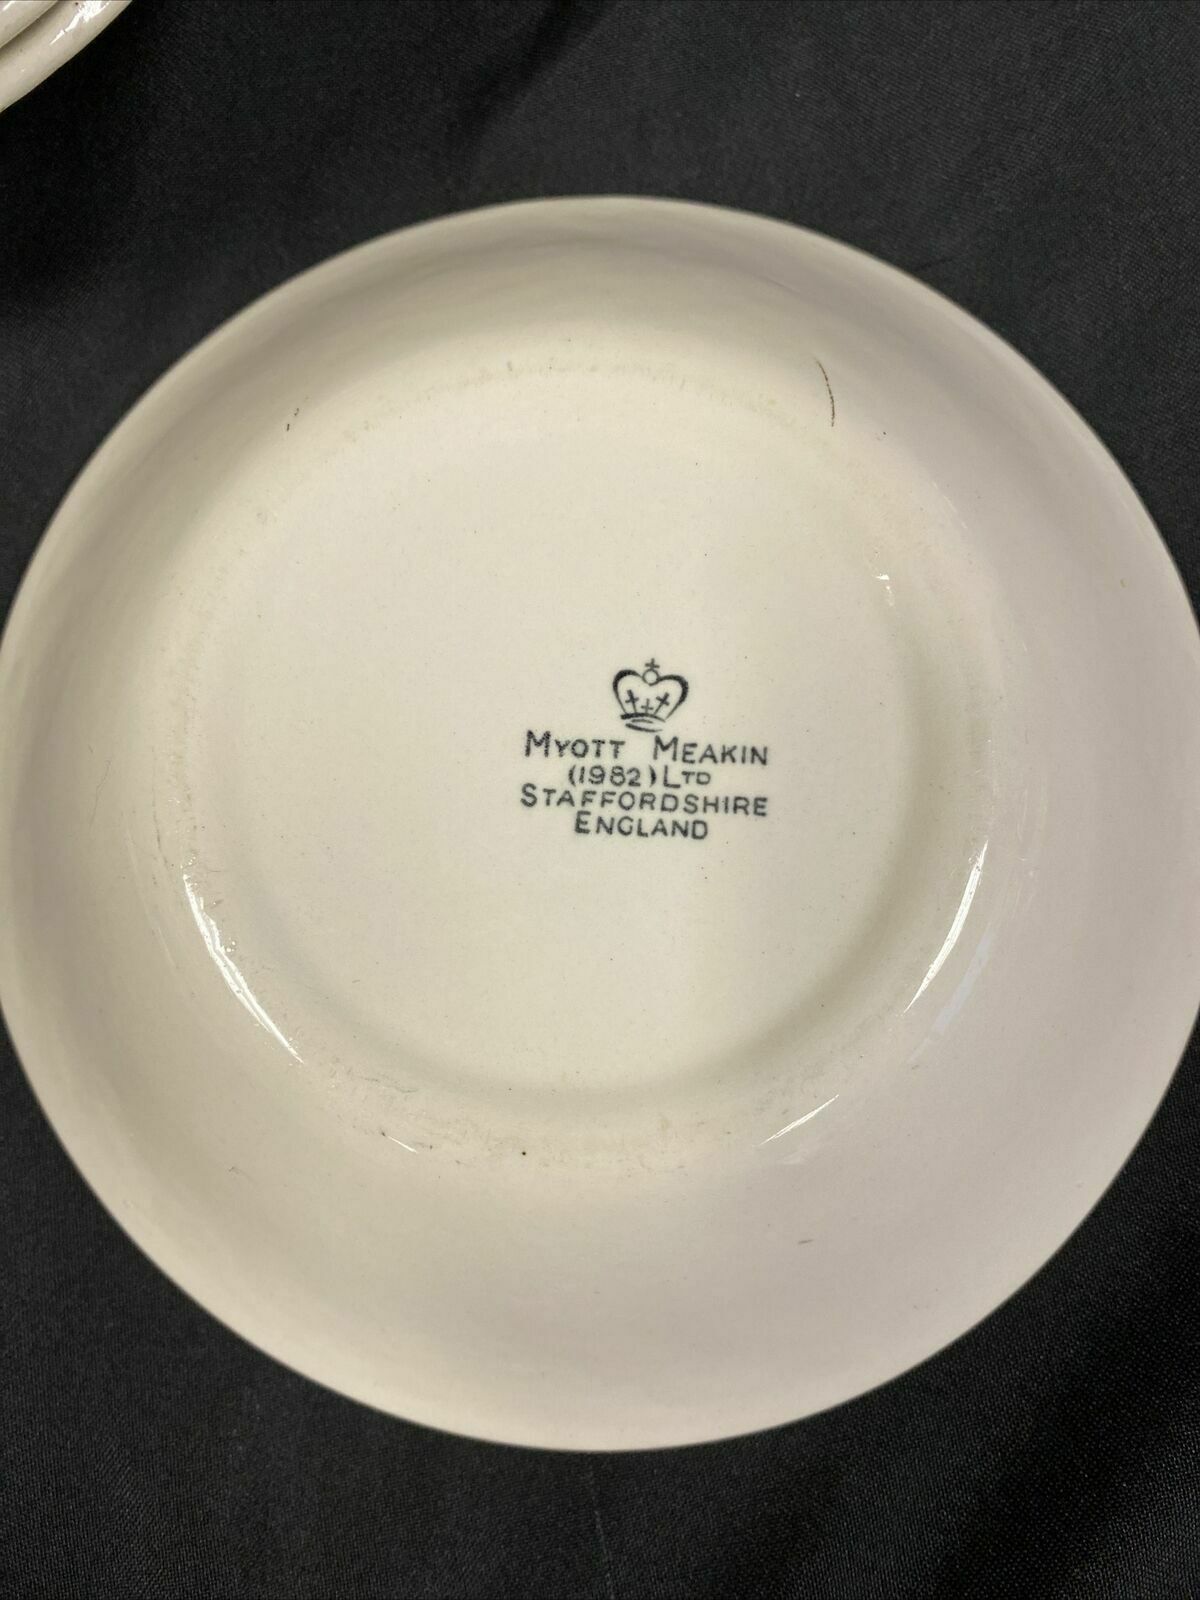 MYOTT MEAKIN
(1982) LTD
STAFFORDSHIRE
ENGLAND